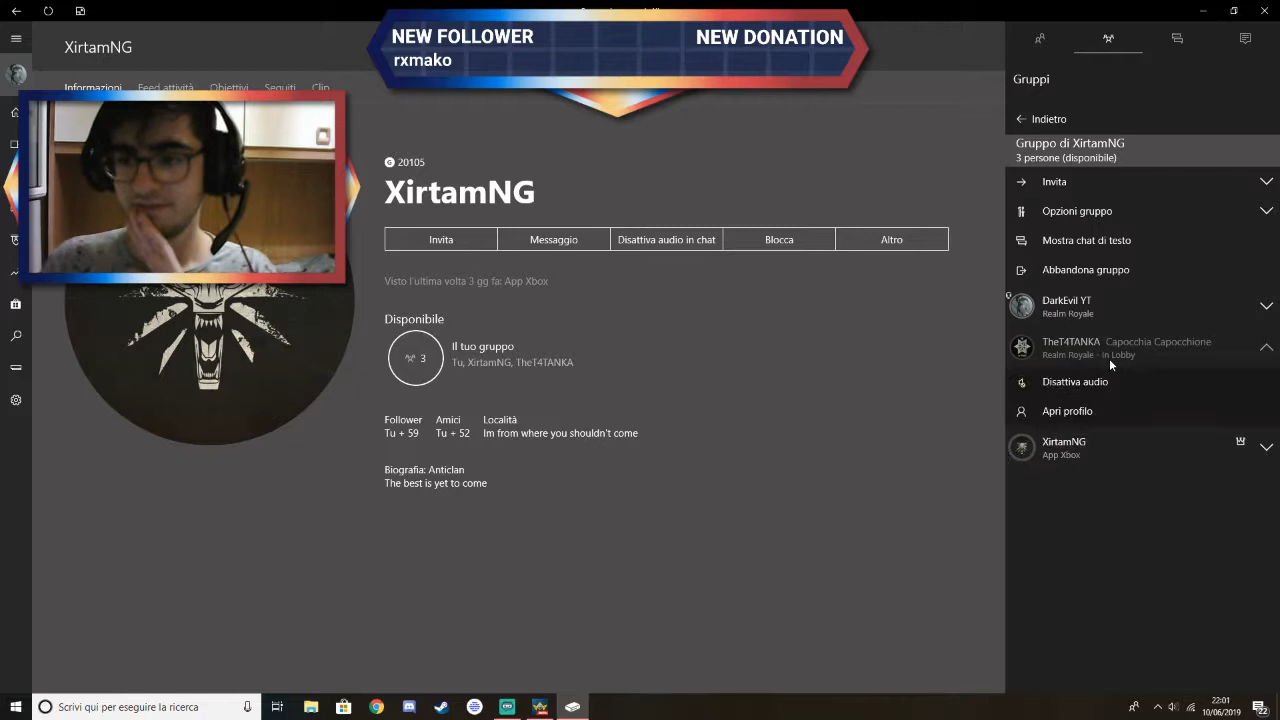 NEW FOLLOWER
NEW DONATION
rxmako
XirtamNG
Informazioni
Feed attività
Obiettivi
Seguiti
Clip
20105
XirtamNG
Invita
Messaggio
Disattiva audio in chat
Blocca
Altro
Visto l'ultima volta 3 gg fa: App Xbox
Disponibile
3
Il tuo gruppo
Tu, XirtamNG, TheT4TANKA
Follower
Amici
Località
Tu + 59
Tu + 52
Im from where you shouldn't come
Biografia: Anticlan
The best is yet to come
Gruppi
Indietro
Gruppo di XirtamNG
3 persone (disponibile)
Invita
Opzioni gruppo
Mostra chat di testo
Abbandona gruppo
DarkEvil YT
Realm Royale
TheT4TANKA Capocchia Capocchione
Realm Royale - in Lobby
Disattiva audio
Apri profilo
XirtamNG
App Xbox
Scrivi qui per eseguire la ricerca
22:01
10/06/2019